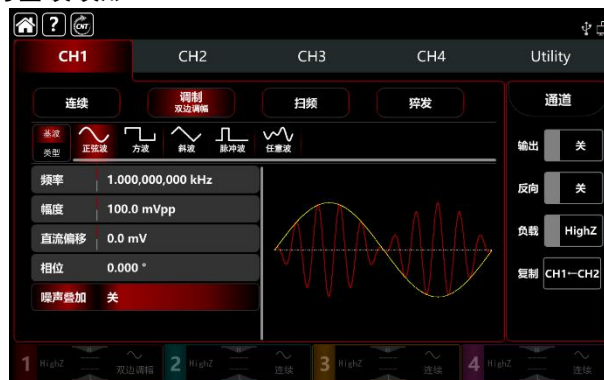 ? CNT
CH1 CH2 CH3 CH4 Utility
连续 调制 双边调幅 扫频 猝发 通道
基波 类型 正弦波 方波 斜波 脉冲波 任意波
输出 关
频率 1.000,000,000 kHz
反向 关
幅度 100.0 mVpp
直流偏移 0.0 mV
负载 HighZ
相位 0.000 °
复制 CH1←CH2
噪声叠加 关
1 HighZ 双边调幅 2 HighZ 连续 3 HighZ 连续 4 HighZ 连续